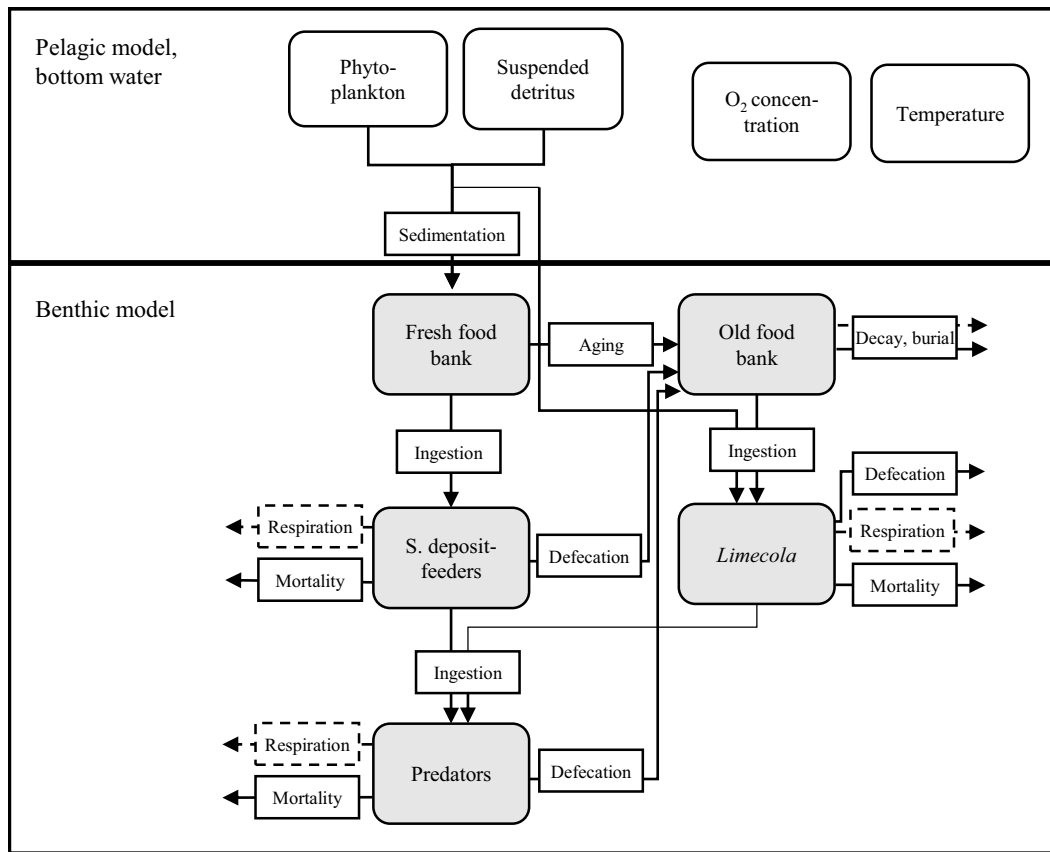 Pelagic model,
bottom water
Phyto-
plankton
Suspended
detritus
O₂ concen-
tration
Temperature
Sedimentation
Benthic model
Fresh food
bank
Aging
Old food
bank
Decay, burial
Ingestion
Ingestion
Defecation
Respiration
S. deposit-
feeders
Defecation
Limecola
Respiration
Mortality
Mortality
Ingestion
Respiration
Predators
Defecation
Mortality